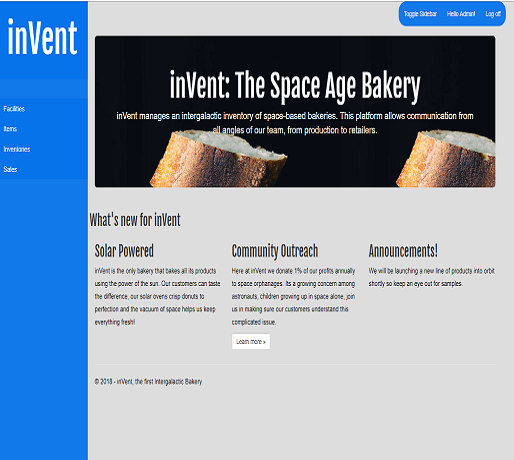 inVent
Toggle Sidebar Hello Admin! Log off
Facilities
Items
Inventories
Sales
inVent: The Space Age Bakery
inVent manages an intergalactic inventory of space-based bakeries. This platform allows communication from
all angles of our team, from production to retailers.
What's new for inVent
Solar Powered
inVent is the only bakery that bakes all its products
using the power of the sun. Our customers can taste
the difference, our solar ovens crisp donuts to
perfection and the vacuum of space helps us keep
everything fresh!
Community Outreach
Here at inVent we donate 1% of our profits annually
to space orphanages. Its a growing concern among
astronauts, children growing up in space alone, join
us in making sure our customers understand this
complicated issue.
Learn more »
Announcements!
We will be launching a new line of products into orbit
shortly so keep an eye out for samples.
© 2018 - inVent, the first Intergalactic Bakery